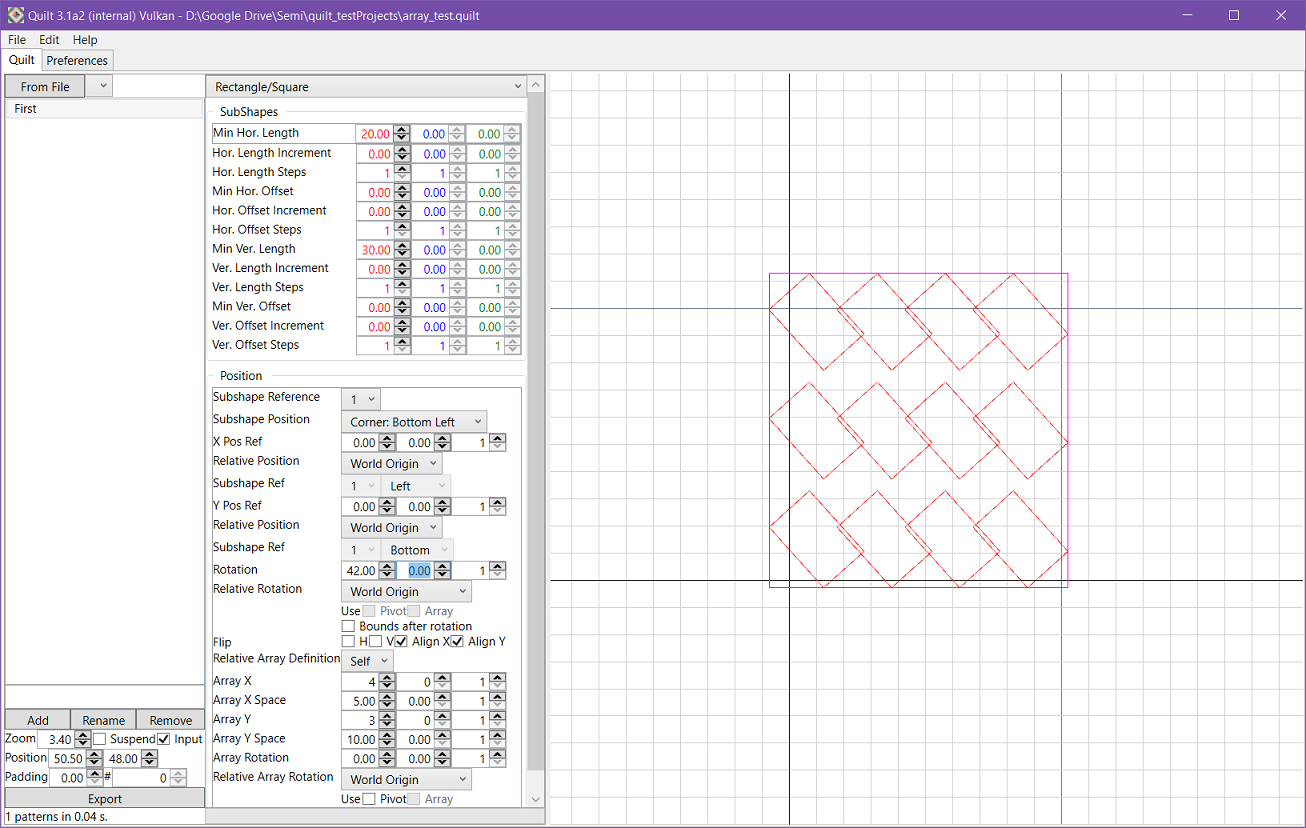 Quilt 3.1a2 (internal) Vulkan - D:\Google Drive\Semi\quilt_testProjects\array_test.quilt
File Edit Help
Quilt Preferences
From File
First
Add Rename Remove
Zoom 3.40 Suspend Input
Position 50.50 48.00
Padding 0.00 # 0
Export
1 patterns in 0.04 s.
Rectangle/Square
SubShapes
Min Hor. Length 20.00 0.00 0.00
Hor. Length Increment 0.00 0.00 0.00
Hor. Length Steps 1 1 1
Min Hor. Offset 0.00 0.00 0.00
Hor. Offset Increment 0.00 0.00 0.00
Hor. Offset Steps 1 1 1
Min Ver. Length 30.00 0.00 0.00
Ver. Length Increment 0.00 0.00 0.00
Ver. Length Steps 1 1 1
Min Ver. Offset 0.00 0.00 0.00
Ver. Offset Increment 0.00 0.00 0.00
Ver. Offset Steps 1 1 1
Position
Subshape Reference 1
Subshape Position Corner: Bottom Left
X Pos Ref 0.00 0.00 1
Relative Position World Origin
Subshape Ref 1 Left
Y Pos Ref 0.00 0.00 1
Relative Position World Origin
Subshape Ref 1 Bottom
Rotation 42.00 0.00 1
Relative Rotation World Origin
Use Pivot Array
Bounds after rotation
Flip H V Align X Align Y
Relative Array Definition Self
Array X 4 0 1
Array X Space 5.00 0.00 1
Array Y 3 0 1
Array Y Space 10.00 0.00 1
Array Rotation 0.00 0.00 1
Relative Array Rotation World Origin
Use Pivot Array